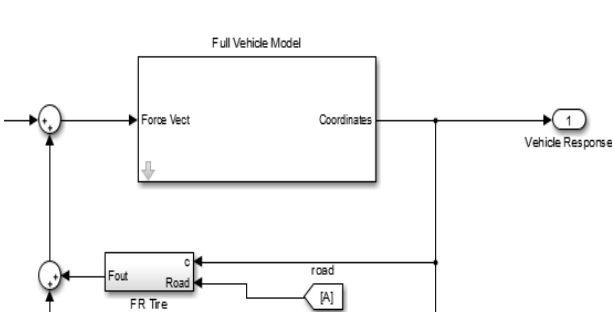 Full Vehicle Model
Force Vect
Coordinates
1
Vehicle Response
+
+
c
road
+
+
Fout
Road
[A]
FR Tire